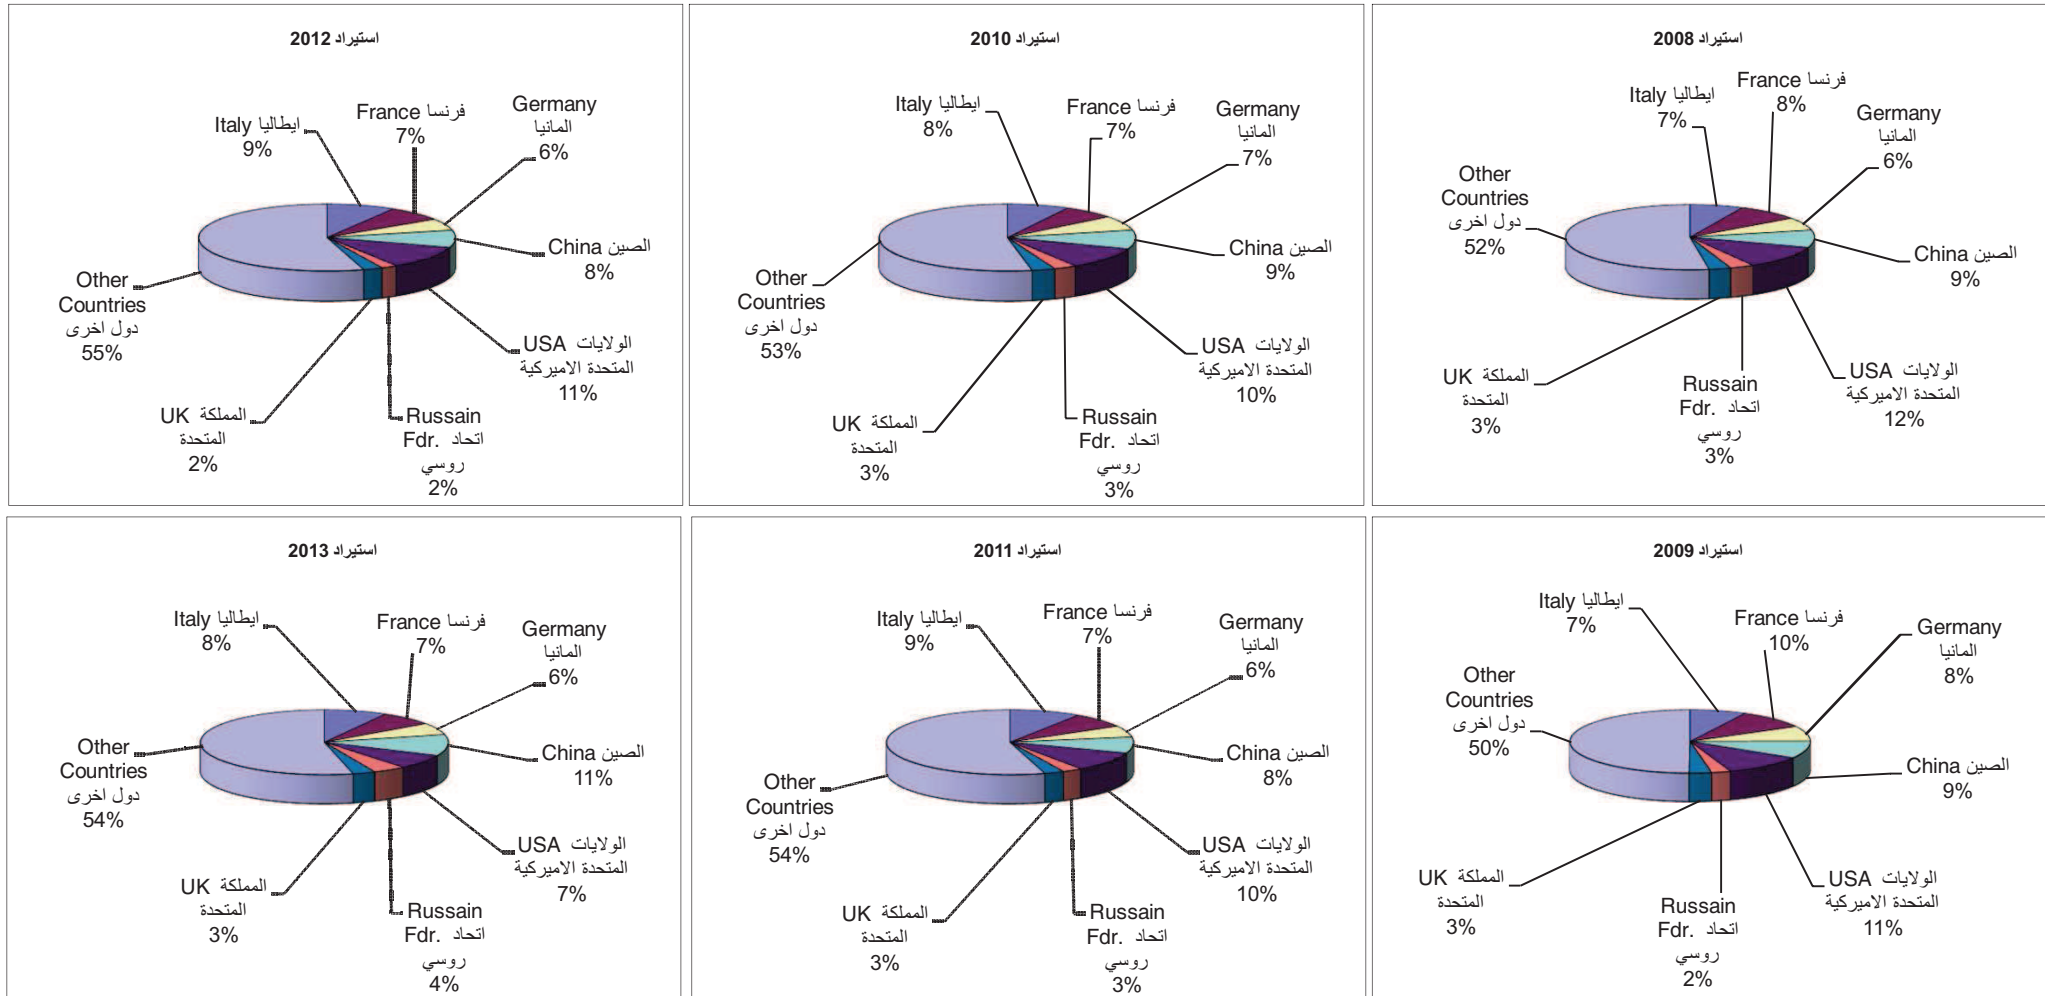 استيراد 2012
Italy ايطاليا
9%
France فرنسا
7%
Germany
المانيا
6%
China الصين
8%
USA الولايات
المتحدة الاميركية
11%
Russain
Fdr. اتحاد
روسي
2%
UK المملكة
المتحدة
2%
Other
Countries
دول اخرى
55%
استيراد 2010
Italy ايطاليا
8%
France فرنسا
7%
Germany
المانيا
7%
China الصين
9%
USA الولايات
المتحدة الاميركية
10%
Russain
Fdr. اتحاد
روسي
3%
UK المملكة
المتحدة
3%
Other
Countries
دول اخرى
53%
استيراد 2008
Italy ايطاليا
7%
France فرنسا
8%
Germany
المانيا
6%
China الصين
9%
USA الولايات
المتحدة الاميركية
12%
Russain
Fdr. اتحاد
روسي
3%
UK المملكة
المتحدة
3%
Other
Countries
دول اخرى
52%
استيراد 2013
Italy ايطاليا
8%
France فرنسا
7%
Germany
المانيا
6%
China الصين
11%
USA الولايات
المتحدة الاميركية
7%
Russain
Fdr. اتحاد
روسي
4%
UK المملكة
المتحدة
3%
Other
Countries
دول اخرى
54%
استيراد 2011
Italy ايطاليا
9%
France فرنسا
7%
Germany
المانيا
6%
China الصين
8%
USA الولايات
المتحدة الاميركية
10%
Russain
Fdr. اتحاد
روسي
3%
UK المملكة
المتحدة
3%
Other
Countries
دول اخرى
54%
استيراد 2009
Italy ايطاليا
7%
France فرنسا
10%
Germany
المانيا
8%
China الصين
9%
USA الولايات
المتحدة الاميركية
11%
Russain
Fdr. اتحاد
روسي
2%
UK المملكة
المتحدة
3%
Other
Countries
دول اخرى
50%